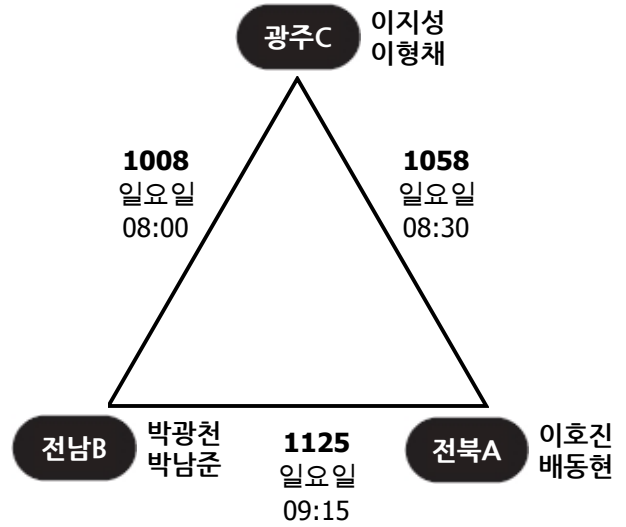 광주C
이지성
이형채
1008
일요일
08:00
1058
일요일
08:30
전남B
박광천
박남준
1125
일요일
09:15
전북A
이호진
배동현